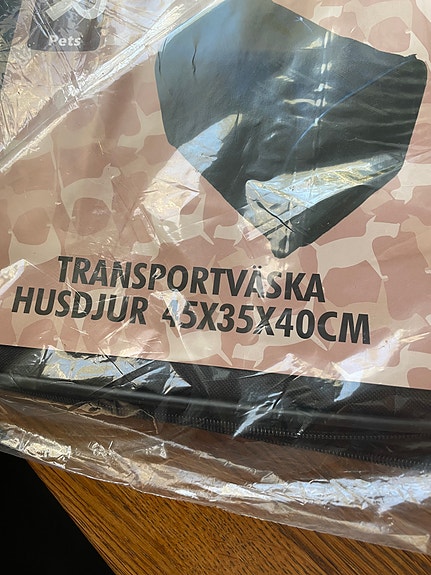 Pets
TRANSPORTVÄSKA
HUSDJUR 45X35X40CM